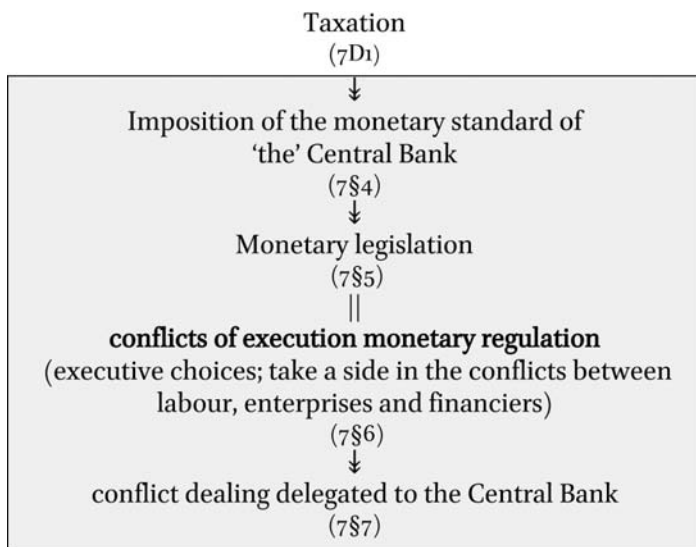 Taxation
(7D1)
↡
Imposition of the monetary standard of
‘the’ Central Bank
(7§4)
↡
Monetary legislation
(7§5)
||
conflicts of execution monetary regulation
(executive choices; take a side in the conflicts between
labour, enterprises and financiers)
(7§6)
↡
conflict dealing delegated to the Central Bank
(7§7)